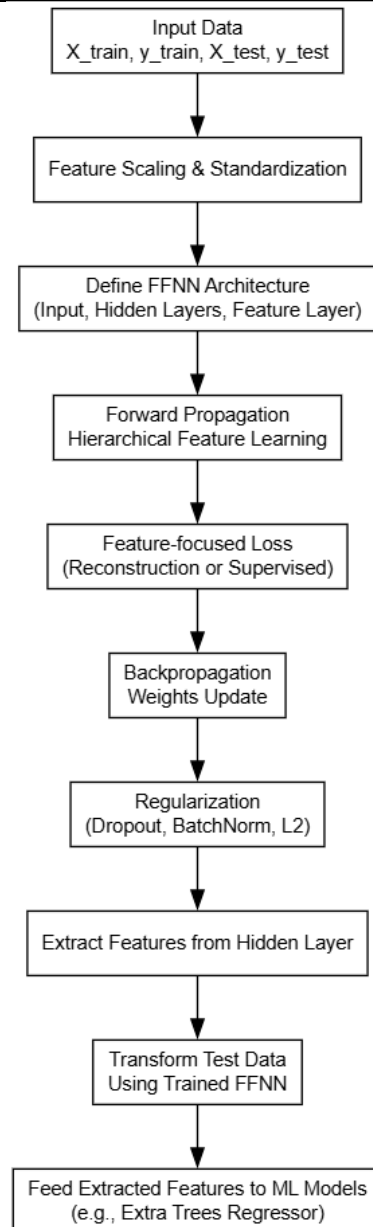 Input Data
X_train, y_train, X_test, y_test
Feature Scaling & Standardization
Define FFNN Architecture
(Input, Hidden Layers, Feature Layer)
Forward Propagation
Hierarchical Feature Learning
Feature-focused Loss
(Reconstruction or Supervised)
Backpropagation
Weights Update
Regularization
(Dropout, BatchNorm, L2)
Extract Features from Hidden Layer
Transform Test Data
Using Trained FFNN
Feed Extracted Features to ML Models
(e.g., Extra Trees Regressor)